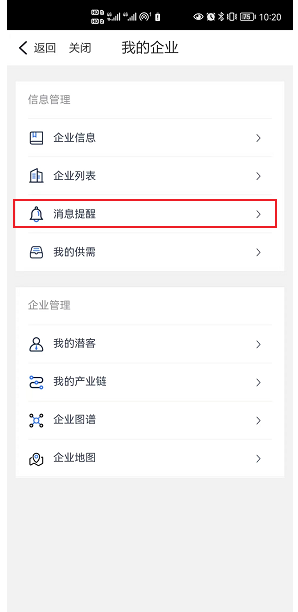 10:20
返回 关闭 我的企业
信息管理
企业信息
企业列表
消息提醒
我的供需
企业管理
我的潜客
我的产业链
企业图谱
企业地图